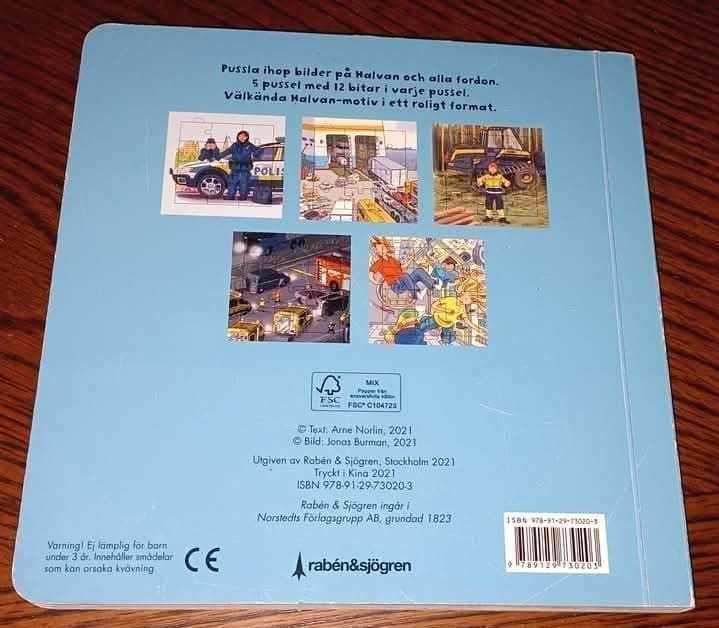 Pussla ihop bilder på Halvan och alla fordon.
5 pussel med 12 bitar i varje pussel.
Välkända Halvan-motiv i ett roligt format.
POLIS
FSC
MIX
Papper från
ansvarsfulla källor
FSC® C104723
© Text: Arne Norlin, 2021
© Bild: Jonas Burman, 2021
Utgiven av Rabén & Sjögren, Stockholm 2021
Tryckt i Kina 2021
ISBN 978-91-29-73020-3
Rabén & Sjögren ingår i
Norstedts Förlagsgrupp AB, grundad 1823
Varning! Ej lämplig för barn
under 3 år. Innehåller smådelar
som kan orsaka kvävning.
CE
rabén&sjögren
ISBN 978-91-29-73020-3
9 789129 730203